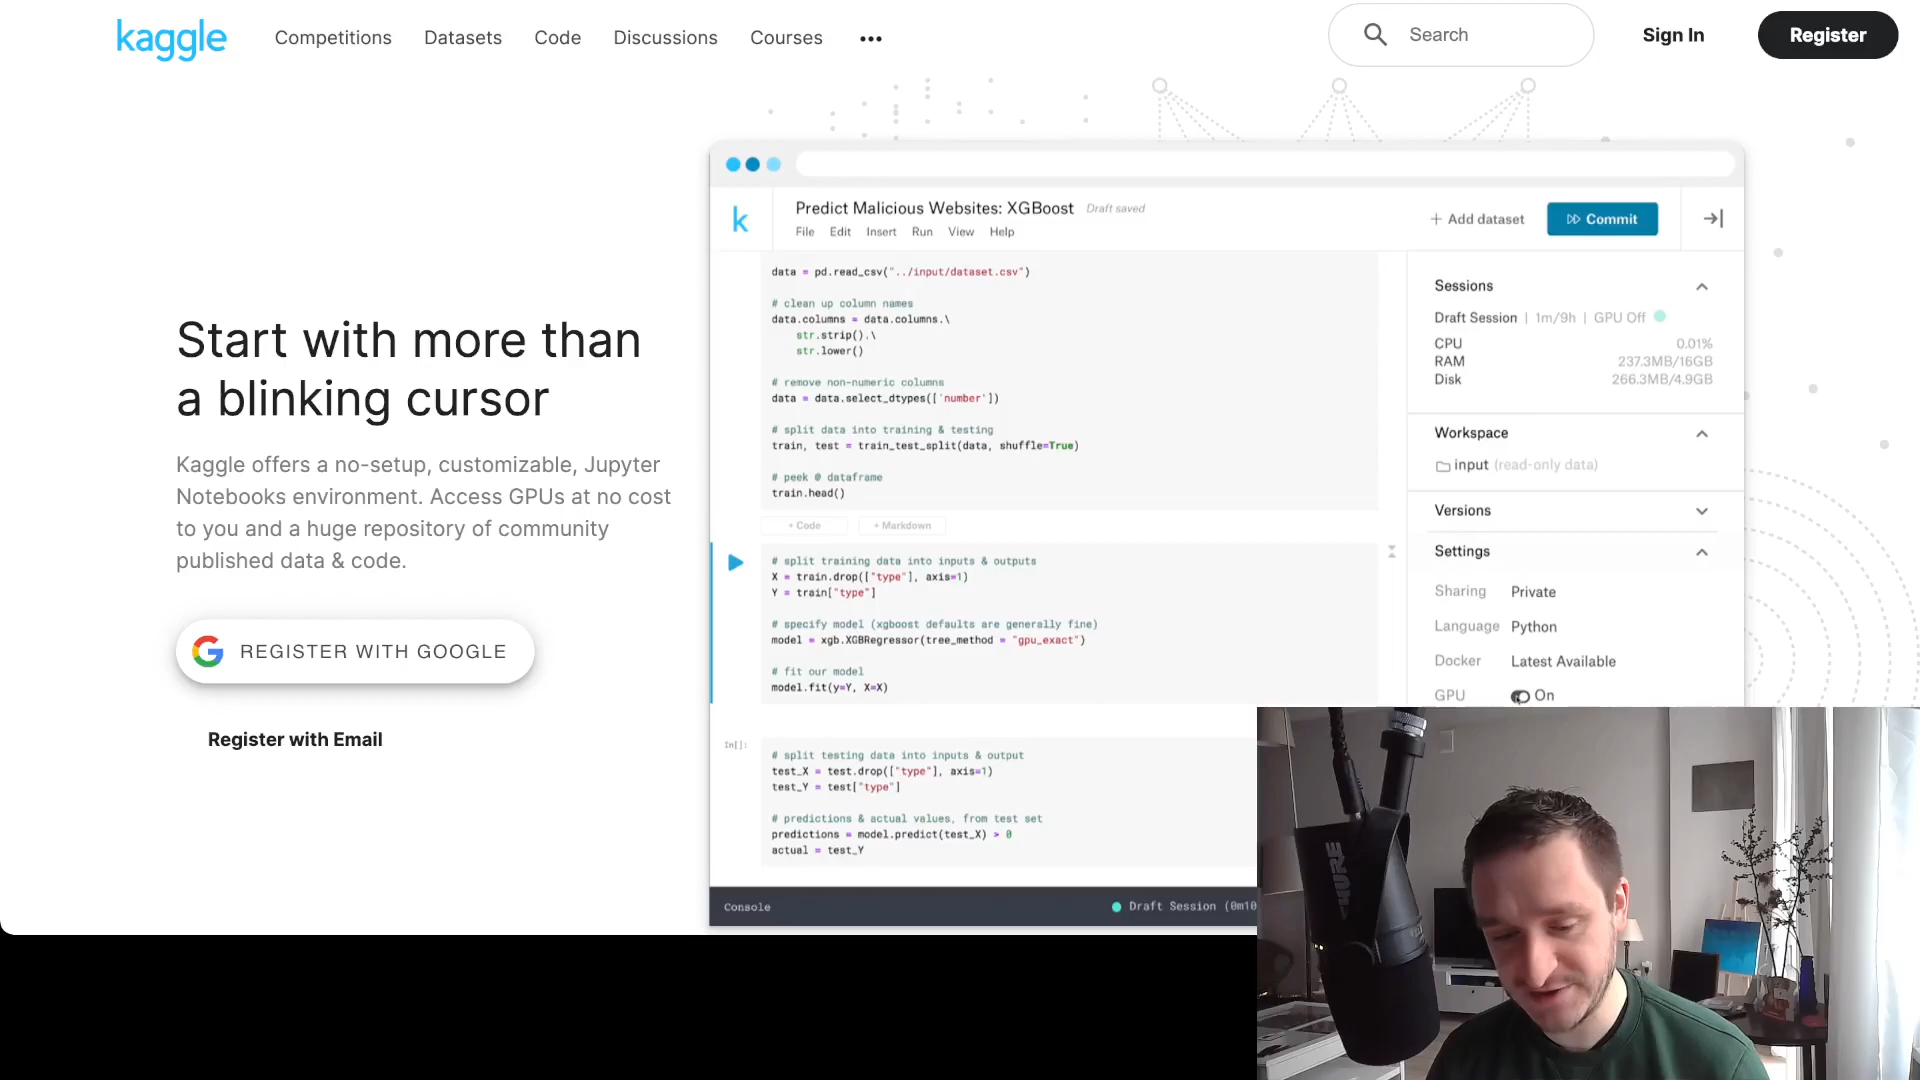 kaggle
Competitions
Datasets
Code
Discussions
Courses
Search
Sign In
Register
Start with more than
a blinking cursor
Kaggle offers a no-setup, customizable, Jupyter
Notebooks environment. Access GPUs at no cost
to you and a huge repository of community
published data & code.
REGISTER WITH GOOGLE
Register with Email
k
Predict Malicious Websites: XGBoost Draft saved
File Edit Insert Run View Help
+ Add dataset
Commit
data = pd.read_csv("../input/dataset.csv")
# clean up column names
data.columns = data.columns.\
str.strip().\
str.lower()
# remove non-numeric columns
data = data.select_dtypes(['number'])
# split data into training & testing
train, test = train_test_split(data, shuffle=True)
# peek @ dataframe
train.head()
+ Code + Markdown
# split training data into inputs & outputs
X = train.drop(["type"], axis=1)
Y = train["type"]
# specify model (xgboost defaults are generally fine)
model = xgb.XGBRegressor(tree_method = "gpu_exact")
# fit our model
model.fit(y=Y, X=X)
In[]:
# split testing data into inputs & output
test_X = test.drop(["type"], axis=1)
test_Y = test["type"]
# predictions & actual values, from test set
predictions = model.predict(test_X) > 0
actual = test_Y
Console
Draft Session (0m10
Sessions
Draft Session | 1m/9h | GPU Off
CPU 0.01%
RAM 237.3MB/16GB
Disk 266.3MB/4.9GB
Workspace
input (read-only data)
Versions
Settings
Sharing Private
Language Python
Docker Latest Available
GPU On
SHURE